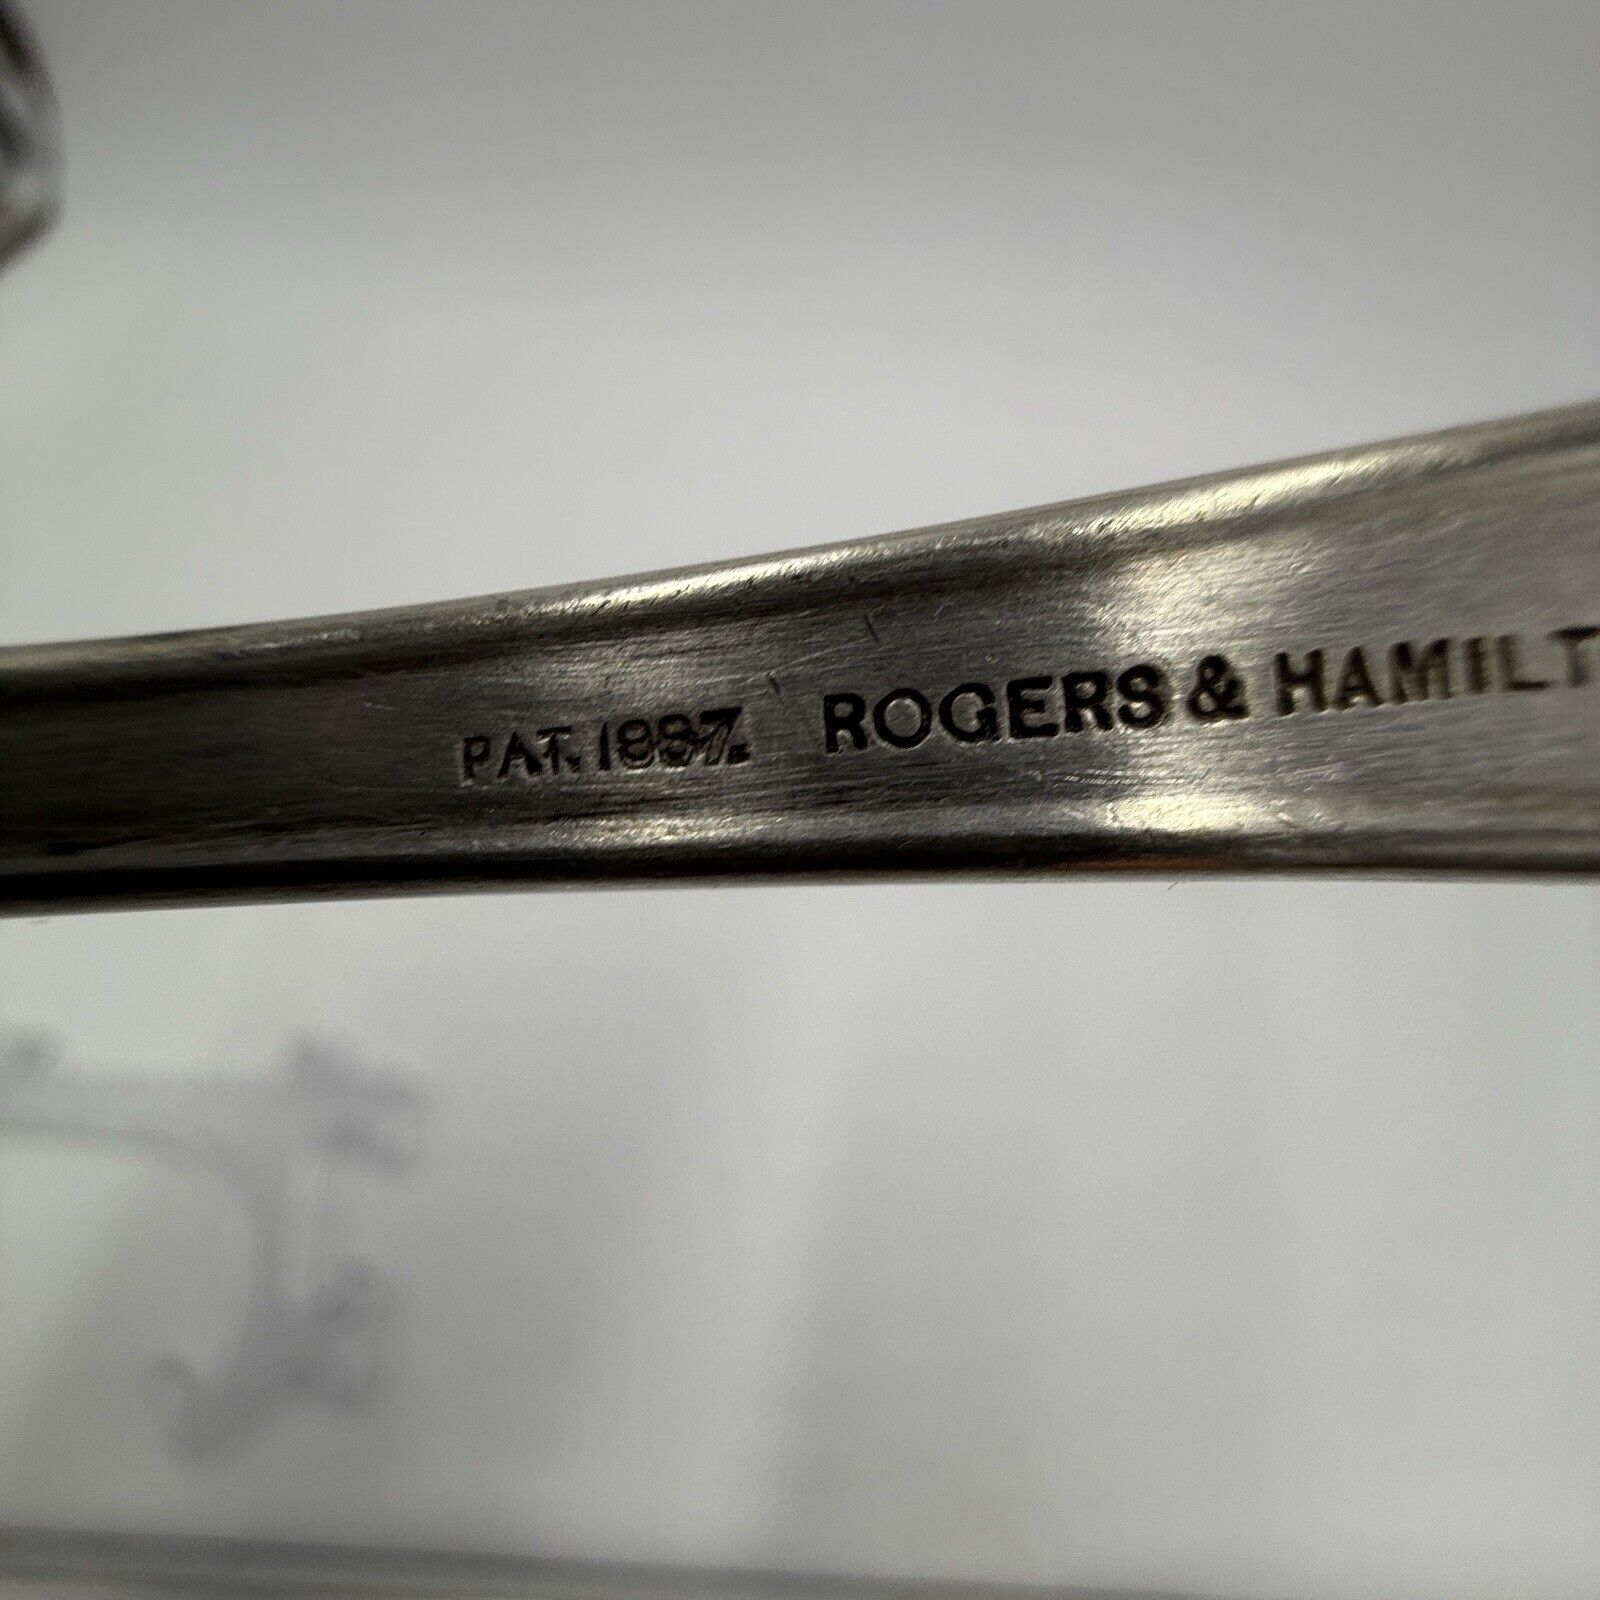 PAT. 1887. ROGERS & HAMILT